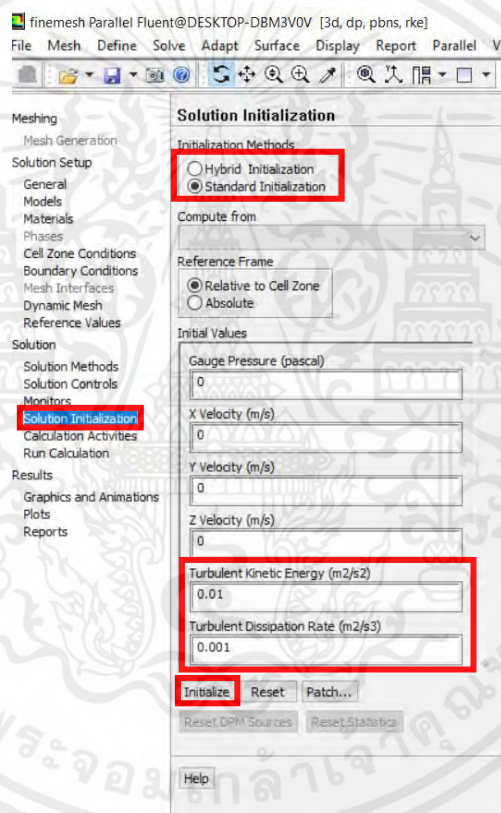 finemesh Parallel Fluent@DESKTOP-DBM3V0V [3d, dp, pbns, rke]
File Mesh Define Solve Adapt Surface Display Report Parallel V
Meshing
Mesh Generation
Solution Setup
General
Models
Materials
Phases
Cell Zone Conditions
Boundary Conditions
Mesh Interfaces
Dynamic Mesh
Reference Values
Solution
Solution Methods
Solution Controls
Monitors
Solution Initialization
Calculation Activities
Run Calculation
Results
Graphics and Animations
Plots
Reports
Solution Initialization
Initialization Methods
Hybrid Initialization
Standard Initialization
Compute from
Reference Frame
Relative to Cell Zone
Absolute
Initial Values
Gauge Pressure (pascal)
0
X Velocity (m/s)
0
Y Velocity (m/s)
0
Z Velocity (m/s)
0
Turbulent Kinetic Energy (m2/s2)
0.01
Turbulent Dissipation Rate (m2/s3)
0.001
Initialize Reset Patch...
Reset DPM Sources Reset Statistics
Help